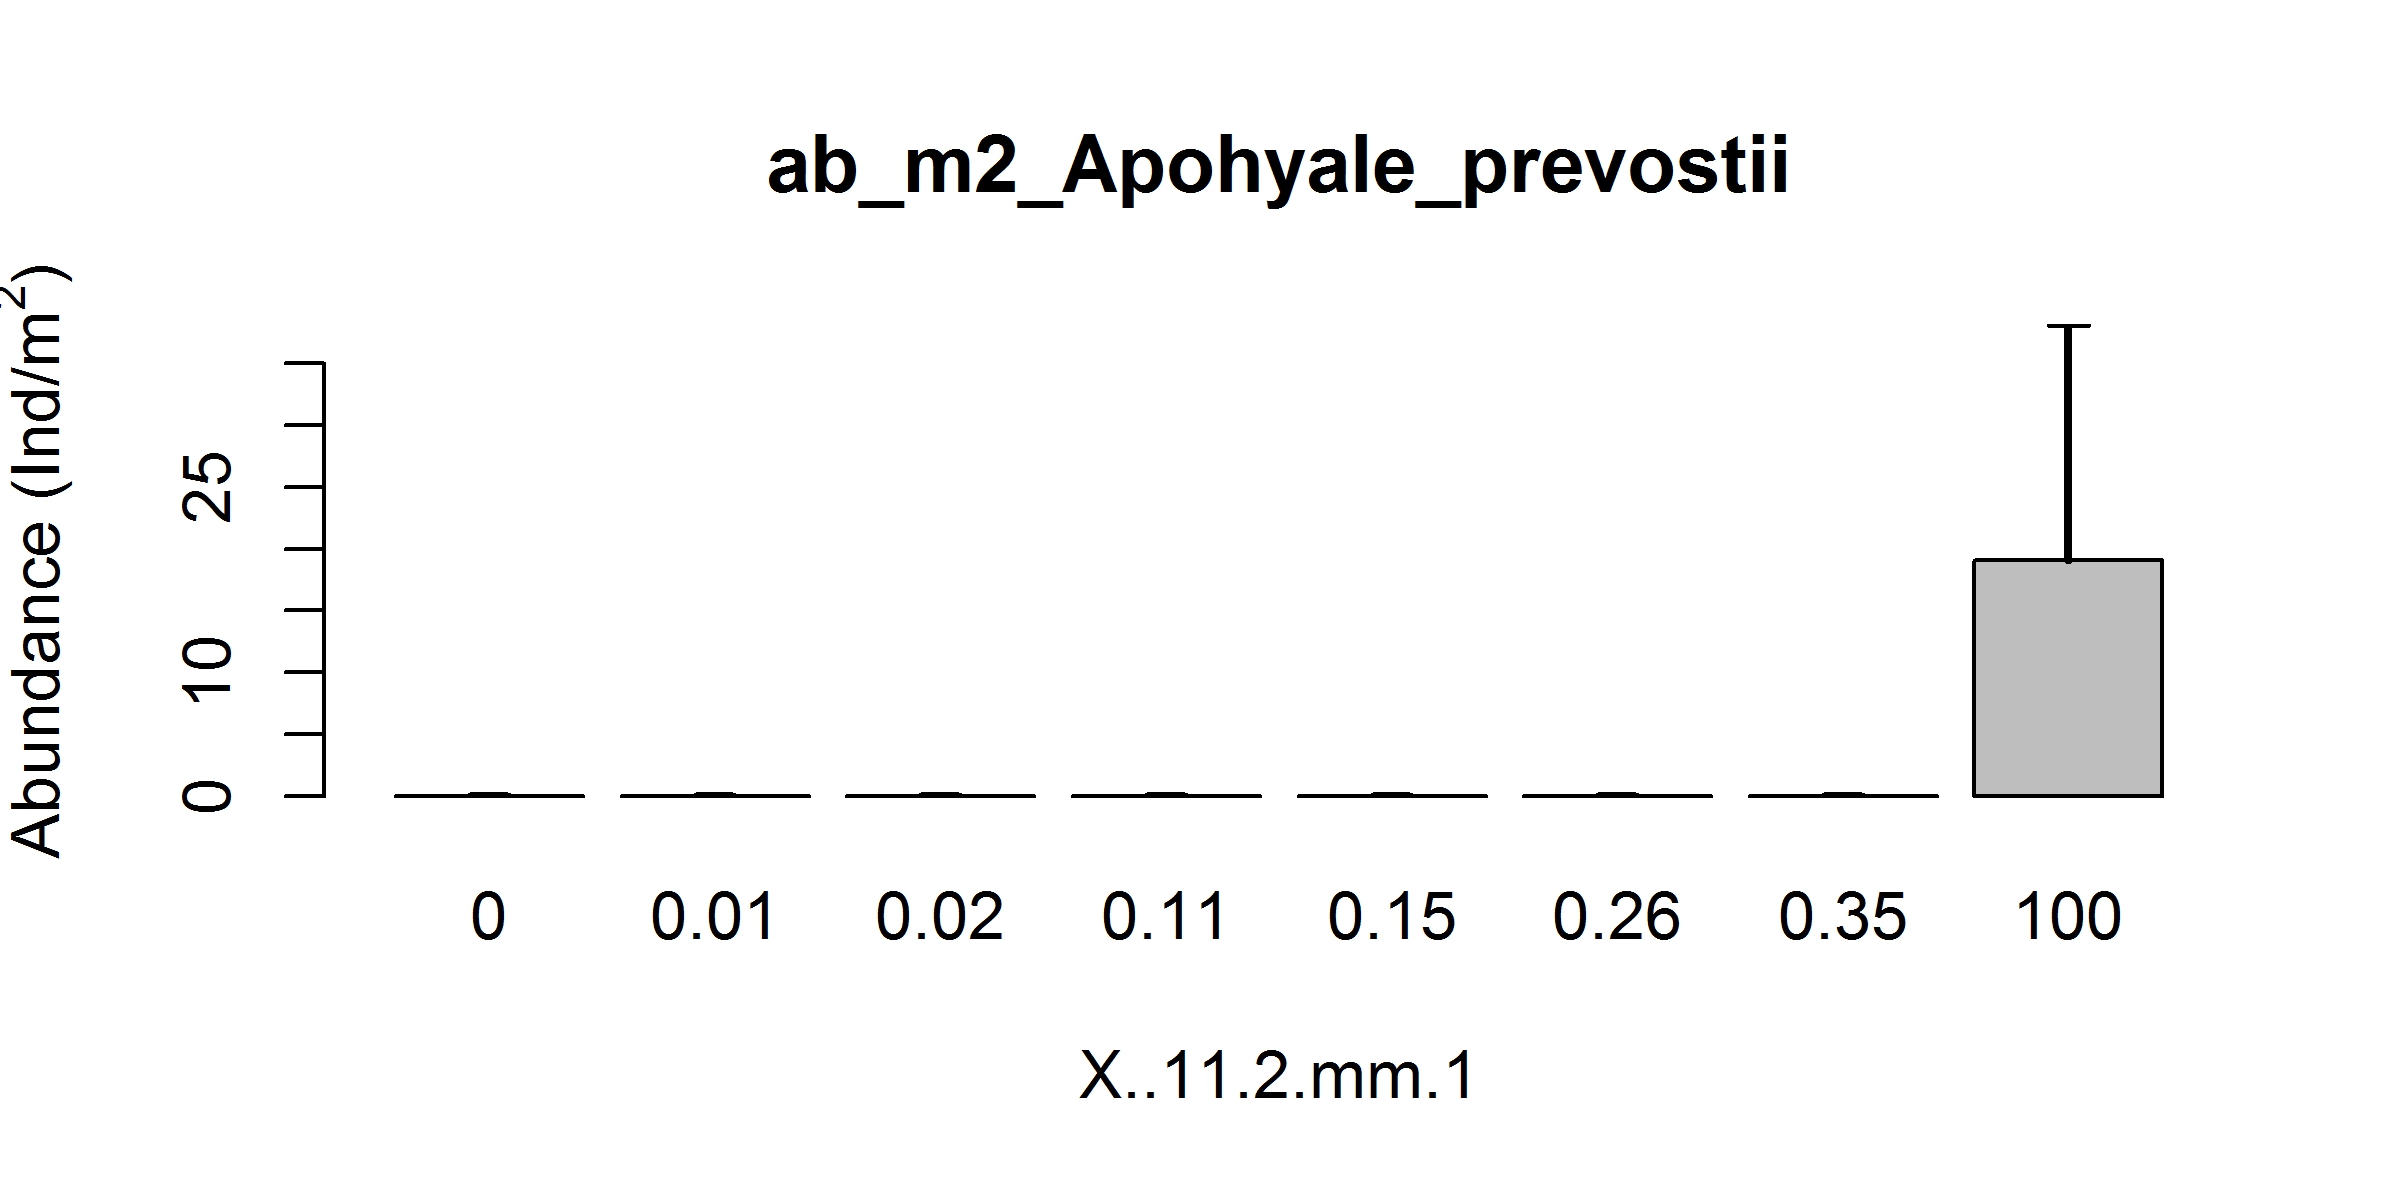 ab_m2_Apohyale_prevostii
Abundance (Ind/m²)
25
10
0
0 0.01 0.02 0.11 0.15 0.26 0.35 100
X..11.2.mm.1